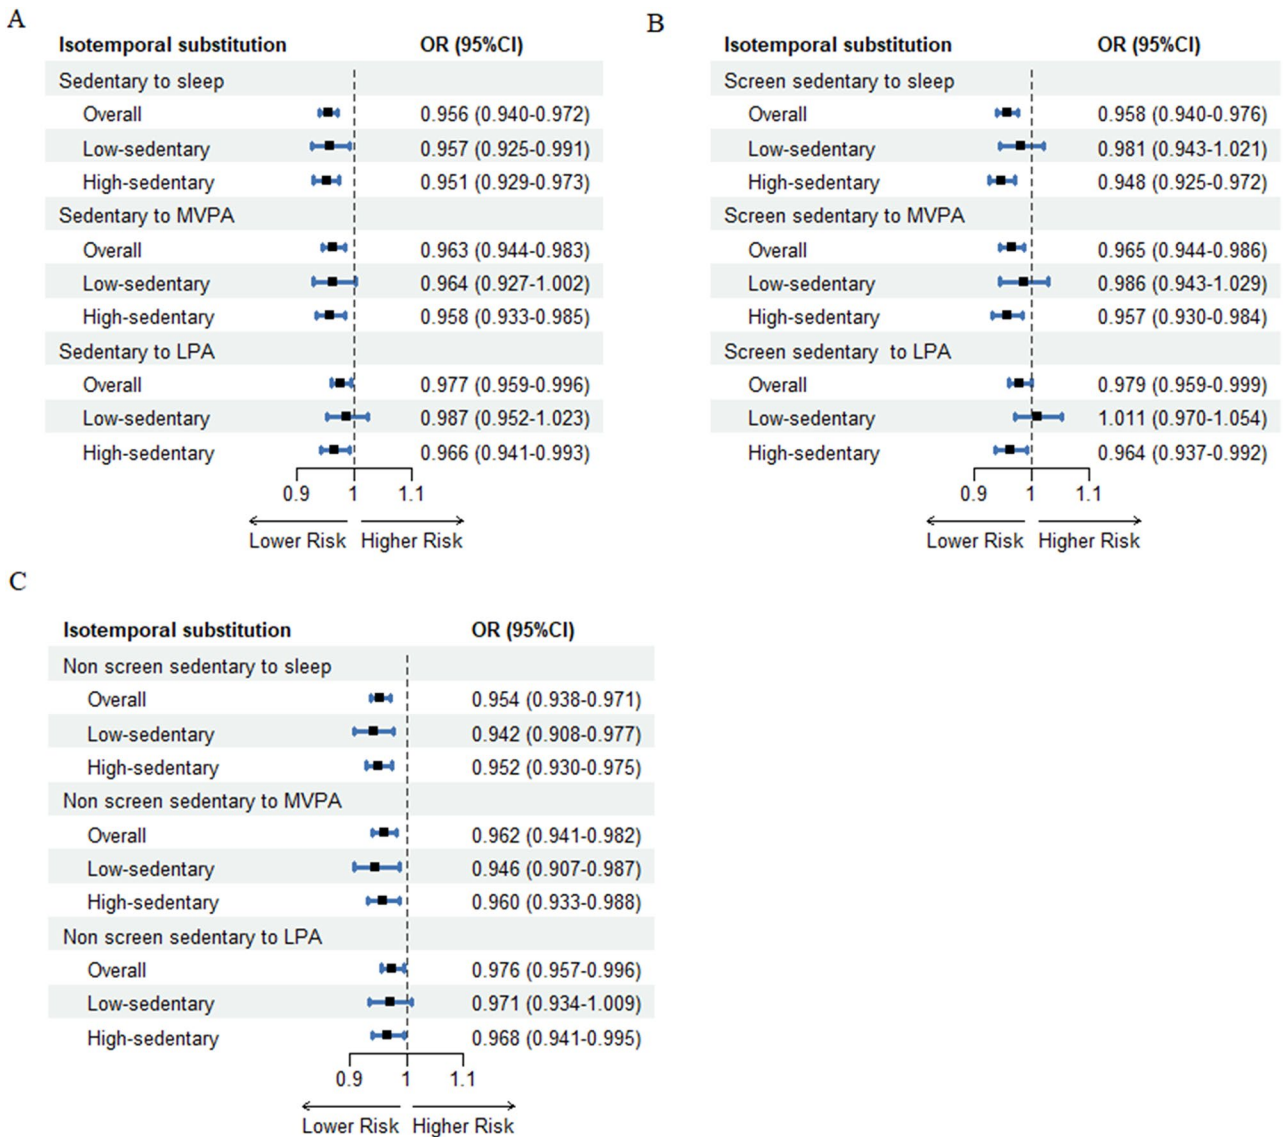 A
Isotemporal substitution OR (95%CI)
Sedentary to sleep
Overall 0.956 (0.940-0.972)
Low-sedentary 0.957 (0.925-0.991)
High-sedentary 0.951 (0.929-0.973)
Sedentary to MVPA
Overall 0.963 (0.944-0.983)
Low-sedentary 0.964 (0.927-1.002)
High-sedentary 0.958 (0.933-0.985)
Sedentary to LPA
Overall 0.977 (0.959-0.996)
Low-sedentary 0.987 (0.952-1.023)
High-sedentary 0.966 (0.941-0.993)
0.9 1 1.1
Lower Risk Higher Risk
B
Isotemporal substitution OR (95%CI)
Screen sedentary to sleep
Overall 0.958 (0.940-0.976)
Low-sedentary 0.981 (0.943-1.021)
High-sedentary 0.948 (0.925-0.972)
Screen sedentary to MVPA
Overall 0.965 (0.944-0.986)
Low-sedentary 0.986 (0.943-1.029)
High-sedentary 0.957 (0.930-0.984)
Screen sedentary to LPA
Overall 0.979 (0.959-0.999)
Low-sedentary 1.011 (0.970-1.054)
High-sedentary 0.964 (0.937-0.992)
0.9 1 1.1
Lower Risk Higher Risk
C
Isotemporal substitution OR (95%CI)
Non screen sedentary to sleep
Overall 0.954 (0.938-0.971)
Low-sedentary 0.942 (0.908-0.977)
High-sedentary 0.952 (0.930-0.975)
Non screen sedentary to MVPA
Overall 0.962 (0.941-0.982)
Low-sedentary 0.946 (0.907-0.987)
High-sedentary 0.960 (0.933-0.988)
Non screen sedentary to LPA
Overall 0.976 (0.957-0.996)
Low-sedentary 0.971 (0.934-1.009)
High-sedentary 0.968 (0.941-0.995)
0.9 1 1.1
Lower Risk Higher Risk